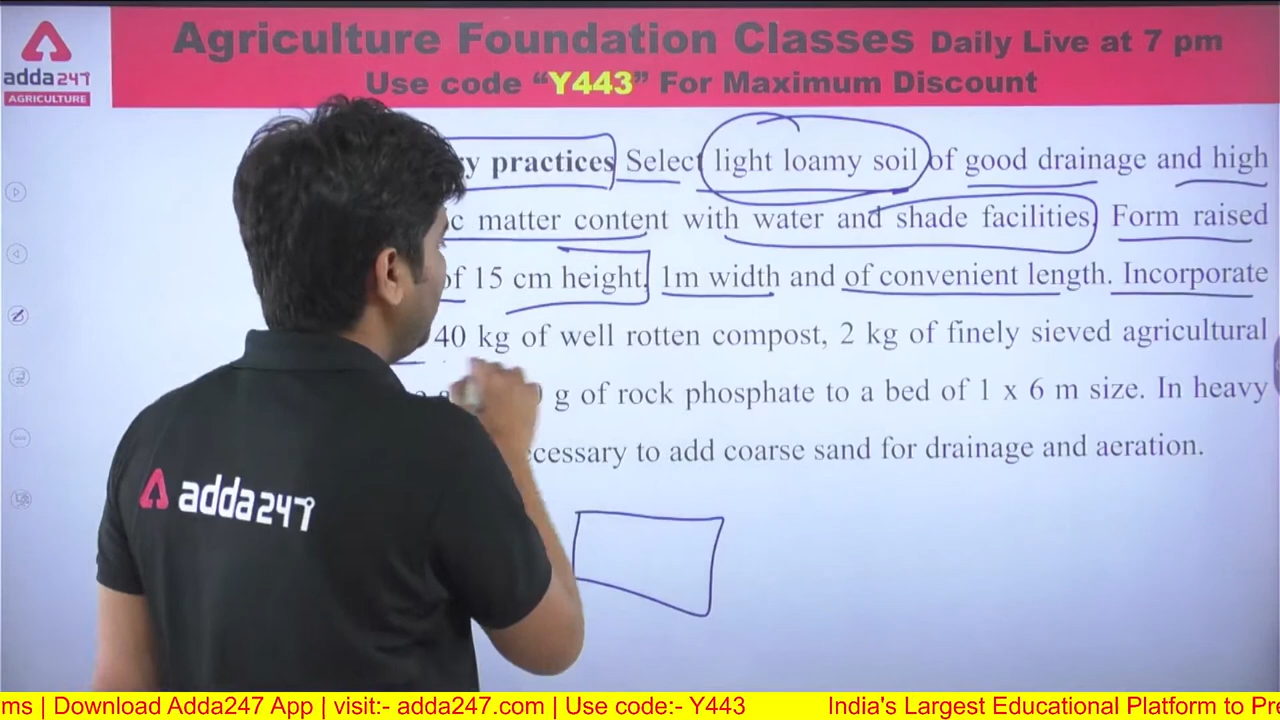 Agriculture Foundation Classes Daily Live at 7 pm
Use code “Y443” For Maximum Discount
adda247
AGRICULTURE
practices Select light loamy soil of good drainage and high
matter content with water and shade facilities. Form raised
of 15 cm height, 1m width and of convenient length. Incorporate
40 kg of well rotten compost, 2 kg of finely sieved agricultural
g of rock phosphate to a bed of 1 x 6 m size. In heavy
to add coarse sand for drainage and aeration.
adda247
| Download Adda247 App | visit:- adda247.com | Use code:- Y443 India's Largest Educational Platform to